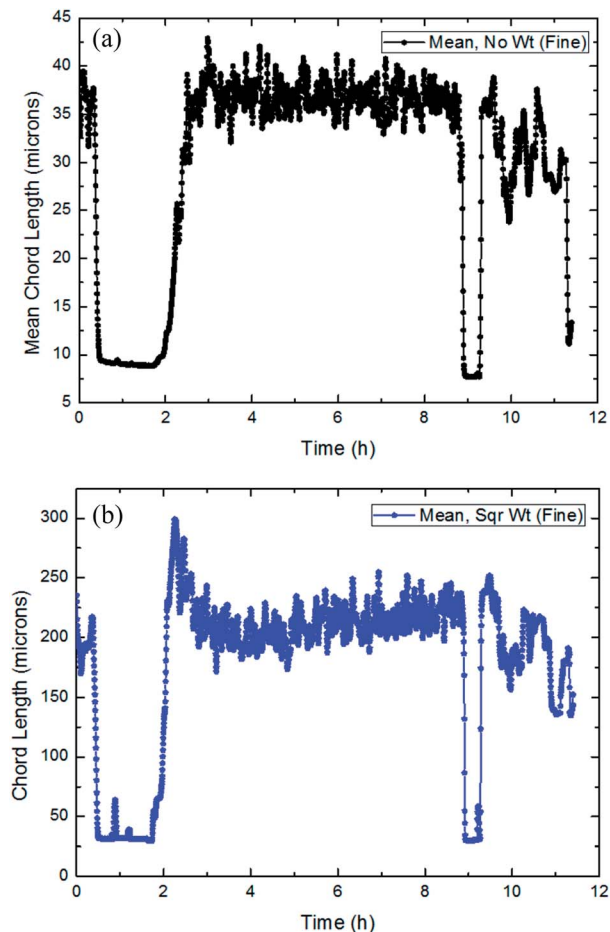 (a)
Mean, No Wt (Fine)
45
40
35
30
25
20
15
10
5
Mean Chord Length (microns)
0 2 4 6 8 10 12
Time (h)
(b)
Mean, Sqr Wt (Fine)
300
250
200
150
100
50
0
Chord Length (microns)
0 2 4 6 8 10 12
Time (h)